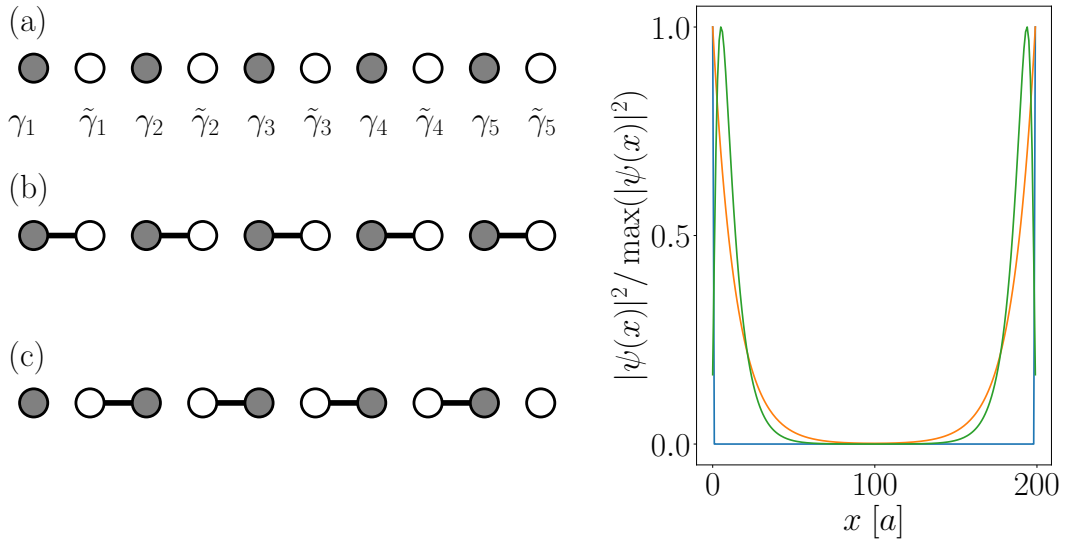 (a)
γ₁ γ̃₁ γ₂ γ̃₂ γ₃ γ̃₃ γ₄ γ̃₄ γ₅ γ̃₅
(b)
(c)
|ψ(x)|²/ max(|ψ(x)|²)
1.0
0.5
0.0
0 100 200
x [a]